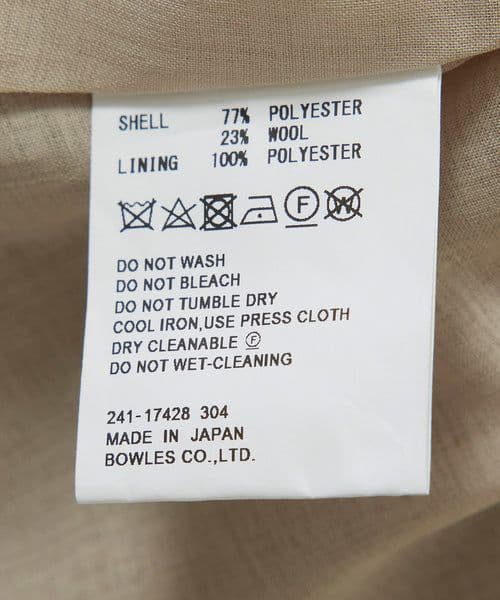 SHELL 77% POLYESTER
23% WOOL
LINING 100% POLYESTER
F W
DO NOT WASH
DO NOT BLEACH
DO NOT TUMBLE DRY
COOL IRON,USE PRESS CLOTH
DRY CLEANABLE Ⓕ
DO NOT WET-CLEANING
241-17428 304
MADE IN JAPAN
BOWLES CO.,LTD.